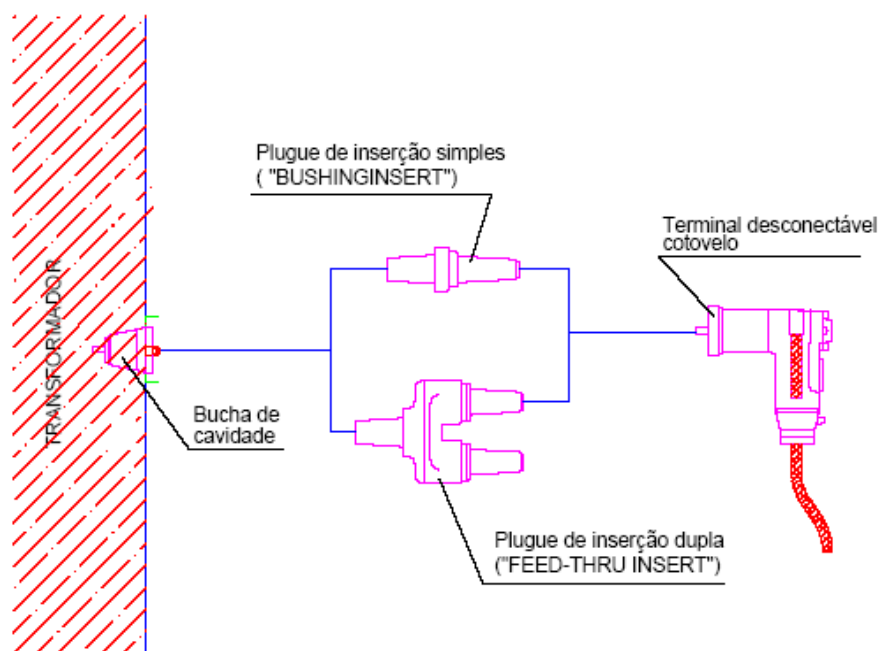 Plugue de inserção simples
( "BUSHINGINSERT")
Terminal desconectável
cotovelo
TRANSFORMADOR
Bucha de
cavidade
Plugue de inserção dupla
("FEED-THRU INSERT")